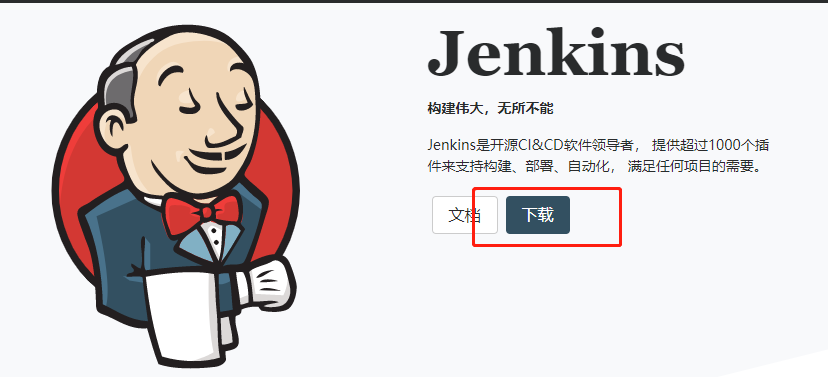 Jenkins
构建伟大，无所不能
Jenkins是开源CI&CD软件领导者， 提供超过1000个插
件来支持构建、部署、自动化， 满足任何项目的需要。
文档 下载